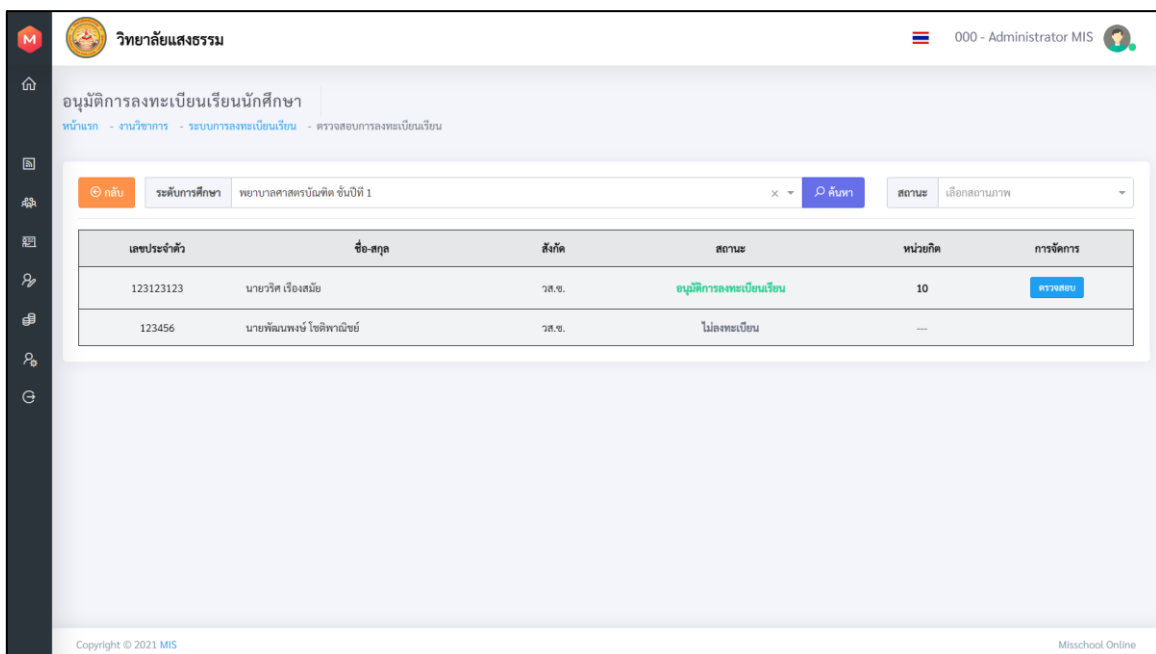 M
วิทยาลัยแสงธรรม
000 - Administrator MIS
อนุมัติการลงทะเบียนเรียนนักศึกษา
หน้าแรก - งานวิชาการ - ระบบการลงทะเบียนเรียน - ตรวจสอบการลงทะเบียนเรียน
กลับ ระดับการศึกษา พยาบาลศาสตรบัณฑิต ชั้นปีที่ 1 × ค้นหา สถานะ เลือกสถานภาพ
เลขประจำตัว ชื่อ-สกุล สังกัด สถานะ หน่วยกิต การจัดการ
123123123 นายวริศ เรืองสมัย วส.ซ. อนุมัติการลงทะเบียนเรียน 10 ตรวจสอบ
123456 นายพัฒนพงษ์ โชติพาณิชย์ วส.ซ. ไม่ลงทะเบียน ---
Copyright © 2021 MIS Misschool Online